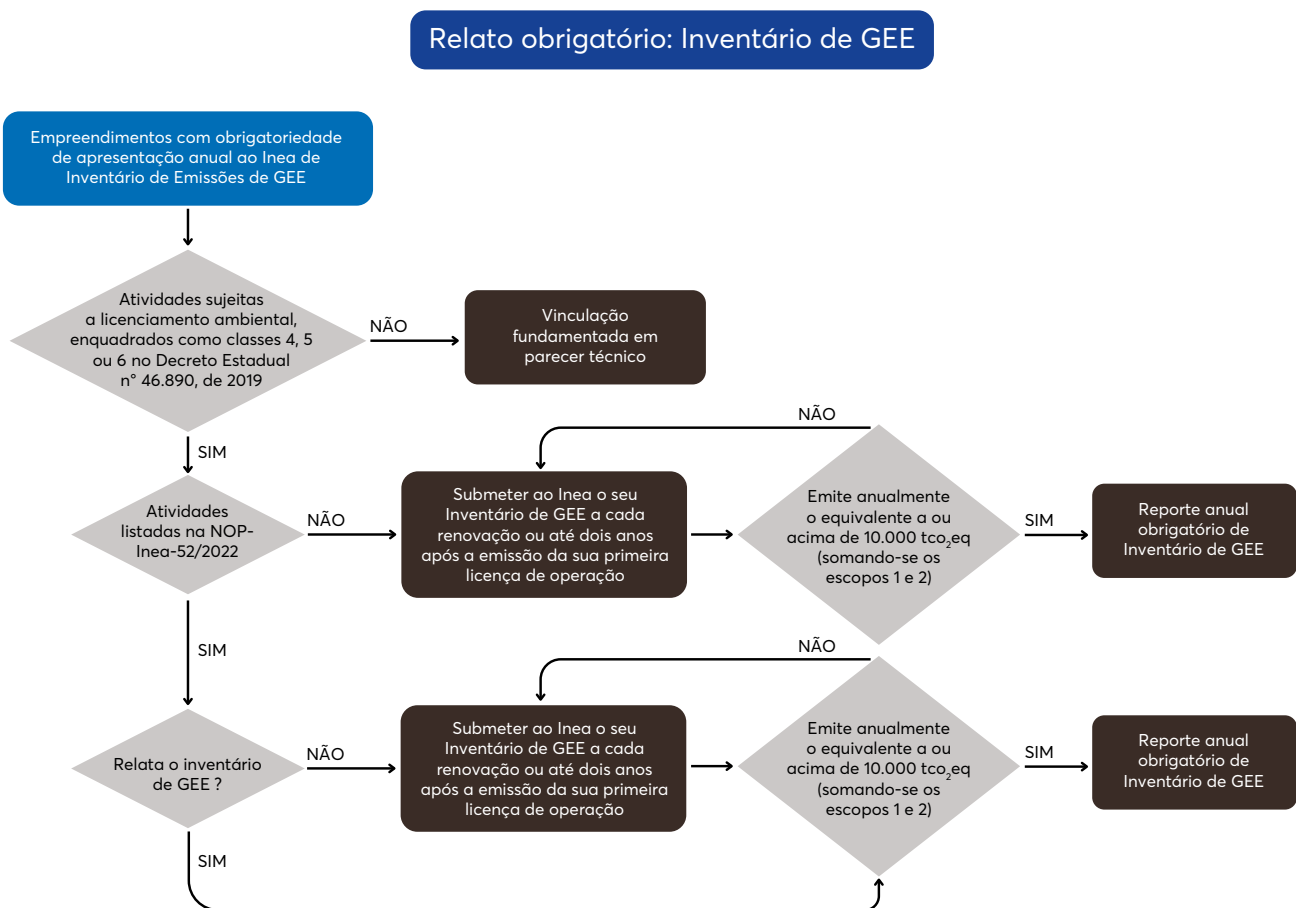 Relato obrigatório: Inventário de GEE
Empreendimentos com obrigatoriedade
de apresentação anual ao Inea de
Inventário de Emissões de GEE
Atividades sujeitas
a licenciamento ambiental,
enquadrados como classes 4, 5
ou 6 no Decreto Estadual
n° 46.890, de 2019
NÃO
Vinculação
fundamentada em
parecer técnico
SIM
Atividades
listadas na NOP-
Inea-52/2022
NÃO
Submeter ao Inea o seu
Inventário de GEE a cada
renovação ou até dois anos
após a emissão da sua primeira
licença de operação
NÃO
Emite anualmente
o equivalente a ou
acima de 10.000 tco₂eq
(somando-se os
escopos 1 e 2)
SIM
Reporte anual
obrigatório de
Inventário de GEE
SIM
Relata o inventário
de GEE ?
NÃO
Submeter ao Inea o seu
Inventário de GEE a cada
renovação ou até dois anos
após a emissão da sua primeira
licença de operação
NÃO
Emite anualmente
o equivalente a ou
acima de 10.000 tco₂eq
(somando-se os
escopos 1 e 2)
SIM
Reporte anual
obrigatório de
Inventário de GEE
SIM